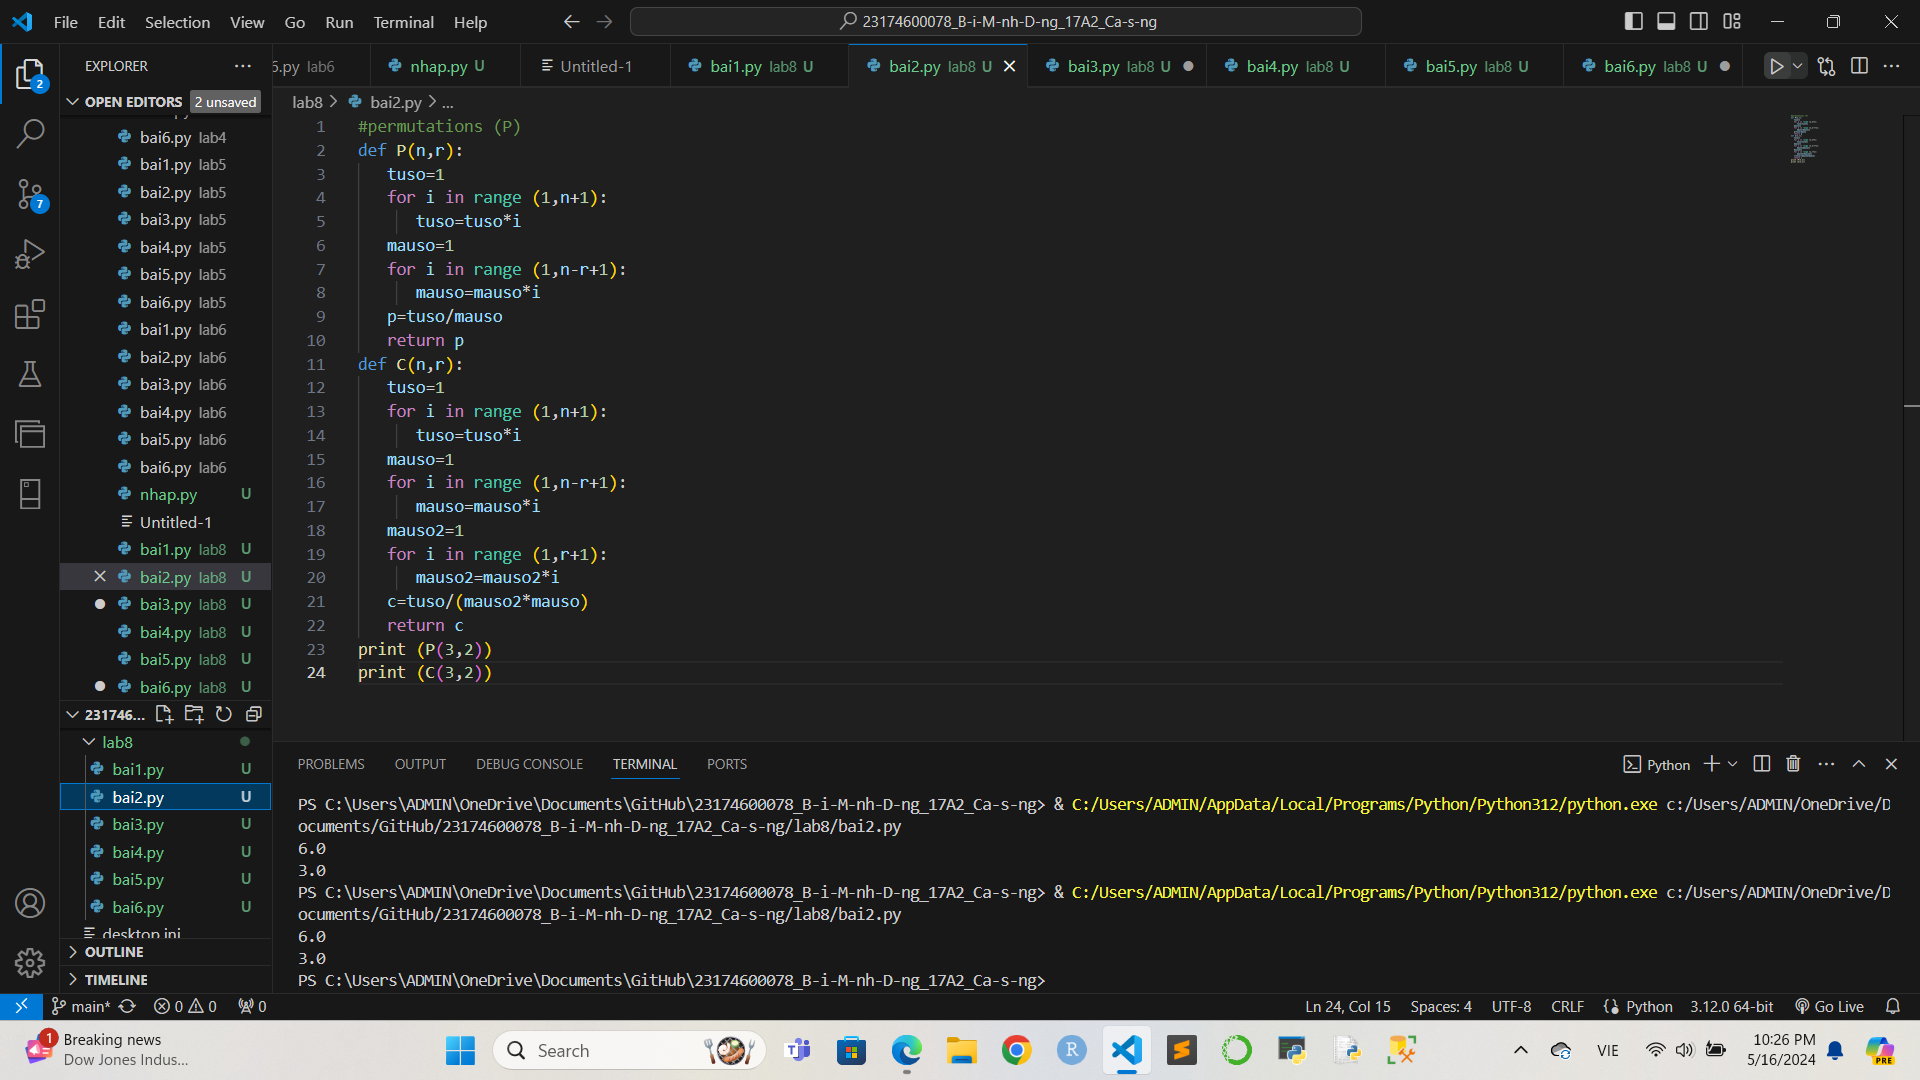 File Edit Selection View Go Run Terminal Help
23174600078_B-i-M-nh-D-ng_17A2_Ca-s-ng
EXPLORER
6.py lab6 nhap.py U Untitled-1 bai1.py lab8 U bai2.py lab8 U bai3.py lab8 U bai4.py lab8 U bai5.py lab8 U bai6.py lab8 U
OPEN EDITORS 2 unsaved
bai6.py lab4
bai1.py lab5
bai2.py lab5
bai3.py lab5
bai4.py lab5
bai5.py lab5
bai6.py lab5
bai1.py lab6
bai2.py lab6
bai3.py lab6
bai4.py lab6
bai5.py lab6
bai6.py lab6
nhap.py U
Untitled-1
bai1.py lab8 U
bai2.py lab8 U
bai3.py lab8 U
bai4.py lab8 U
bai5.py lab8 U
bai6.py lab8 U
231746...
lab8
bai1.py U
bai2.py U
bai3.py U
bai4.py U
bai5.py U
bai6.py U
desktop.ini
OUTLINE
TIMELINE
2
7
lab8 > bai2.py > ...
1 #permutations (P)
2 def P(n,r):
3 tuso=1
4 for i in range (1,n+1):
5 tuso=tuso*i
6 mauso=1
7 for i in range (1,n-r+1):
8 mauso=mauso*i
9 p=tuso/mauso
10 return p
11 def C(n,r):
12 tuso=1
13 for i in range (1,n+1):
14 tuso=tuso*i
15 mauso=1
16 for i in range (1,n-r+1):
17 mauso=mauso*i
18 mauso2=1
19 for i in range (1,r+1):
20 mauso2=mauso2*i
21 c=tuso/(mauso2*mauso)
22 return c
23 print (P(3,2))
24 print (C(3,2))
PROBLEMS OUTPUT DEBUG CONSOLE TERMINAL PORTS
Python
PS C:\Users\ADMIN\OneDrive\Documents\GitHub\23174600078_B-i-M-nh-D-ng_17A2_Ca-s-ng> & C:/Users/ADMIN/AppData/Local/Programs/Python/Python312/python.exe c:/Users/ADMIN/OneDrive/D
ocuments/GitHub/23174600078_B-i-M-nh-D-ng_17A2_Ca-s-ng/lab8/bai2.py
6.0
3.0
PS C:\Users\ADMIN\OneDrive\Documents\GitHub\23174600078_B-i-M-nh-D-ng_17A2_Ca-s-ng> & C:/Users/ADMIN/AppData/Local/Programs/Python/Python312/python.exe c:/Users/ADMIN/OneDrive/D
ocuments/GitHub/23174600078_B-i-M-nh-D-ng_17A2_Ca-s-ng/lab8/bai2.py
6.0
3.0
PS C:\Users\ADMIN\OneDrive\Documents\GitHub\23174600078_B-i-M-nh-D-ng_17A2_Ca-s-ng>
main* 0 0 0
Ln 24, Col 15 Spaces: 4 UTF-8 CRLF Python 3.12.0 64-bit Go Live
1
Breaking news
Dow Jones Indus...
Search
R
VIE
10:26 PM
5/16/2024
PRE